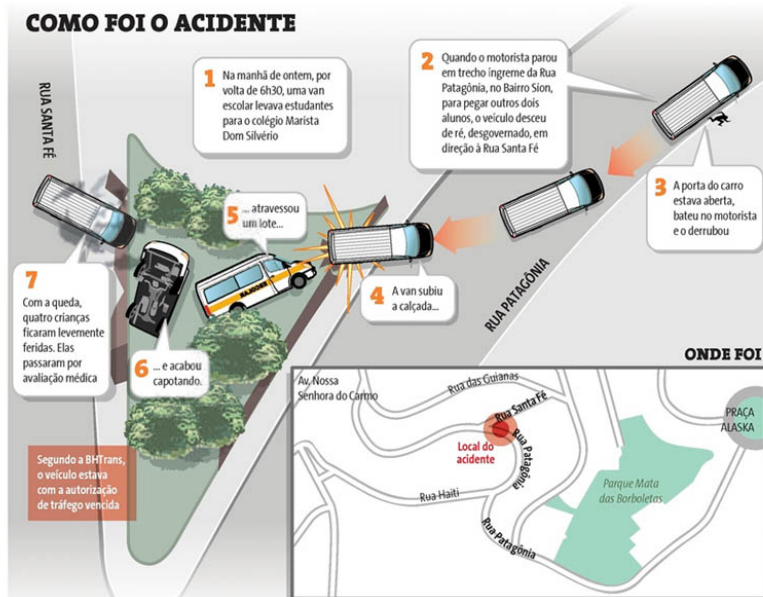 COMO FOI O ACIDENTE
RUA SANTA FÉ
1
Na manhã de ontem, por
volta de 6h30, uma van
escolar levava estudantes
para o colégio Marista
Dom Silvério
2
Quando o motorista parou
em trecho íngreme da Rua
Patagônia, no Bairro Sion,
para pegar outros dois
alunos, o veículo desceu
de ré, desgovernado, em
direção à Rua Santa Fé
3
A porta do carro
estava aberta,
bateu no motorista
e o derrubou
4
A van subiu
a calçada...
RUA PATAGÔNIA
5
... atravessou
um lote...
6
... e acabou
capotando.
7
Com a queda,
quatro crianças
ficaram levemente
feridas. Elas
passaram por
avaliação médica
Segundo a BHTrans,
o veículo estava
com a autorização
de tráfego vencida
ONDE FOI
Av. Nossa
Senhora do Carmo
Rua das Guianas
Rua Santa Fé
Local do
acidente
Rua Patagônia
Rua Haiti
Rua Patagônia
Parque Mata
das Borboletas
PRAÇA
ALASKA